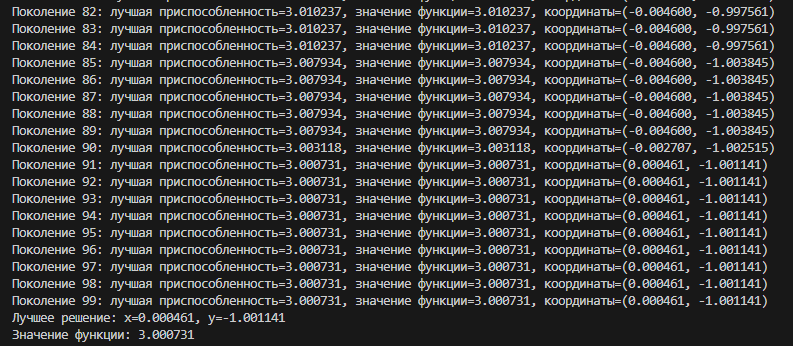 Поколение 82: лучшая приспособленность=3.010237, значение функции=3.010237, координаты=(-0.004600, -0.997561)
Поколение 83: лучшая приспособленность=3.010237, значение функции=3.010237, координаты=(-0.004600, -0.997561)
Поколение 84: лучшая приспособленность=3.010237, значение функции=3.010237, координаты=(-0.004600, -0.997561)
Поколение 85: лучшая приспособленность=3.007934, значение функции=3.007934, координаты=(-0.004600, -1.003845)
Поколение 86: лучшая приспособленность=3.007934, значение функции=3.007934, координаты=(-0.004600, -1.003845)
Поколение 87: лучшая приспособленность=3.007934, значение функции=3.007934, координаты=(-0.004600, -1.003845)
Поколение 88: лучшая приспособленность=3.007934, значение функции=3.007934, координаты=(-0.004600, -1.003845)
Поколение 89: лучшая приспособленность=3.007934, значение функции=3.007934, координаты=(-0.004600, -1.003845)
Поколение 90: лучшая приспособленность=3.003118, значение функции=3.003118, координаты=(-0.002707, -1.002515)
Поколение 91: лучшая приспособленность=3.000731, значение функции=3.000731, координаты=(0.000461, -1.001141)
Поколение 92: лучшая приспособленность=3.000731, значение функции=3.000731, координаты=(0.000461, -1.001141)
Поколение 93: лучшая приспособленность=3.000731, значение функции=3.000731, координаты=(0.000461, -1.001141)
Поколение 94: лучшая приспособленность=3.000731, значение функции=3.000731, координаты=(0.000461, -1.001141)
Поколение 95: лучшая приспособленность=3.000731, значение функции=3.000731, координаты=(0.000461, -1.001141)
Поколение 96: лучшая приспособленность=3.000731, значение функции=3.000731, координаты=(0.000461, -1.001141)
Поколение 97: лучшая приспособленность=3.000731, значение функции=3.000731, координаты=(0.000461, -1.001141)
Поколение 98: лучшая приспособленность=3.000731, значение функции=3.000731, координаты=(0.000461, -1.001141)
Поколение 99: лучшая приспособленность=3.000731, значение функции=3.000731, координаты=(0.000461, -1.001141)
Лучшее решение: x=0.000461, y=-1.001141
Значение функции: 3.000731